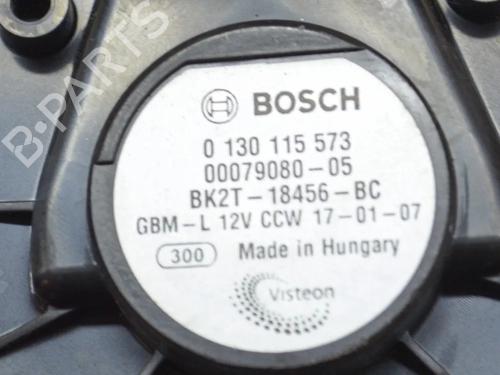 B-PARTS
BOSCH
0 130 115 573
00079080-05
BK2T-18456-BC
GBM-L 12V CCW 17-01-07
300 Made in Hungary
Visteon